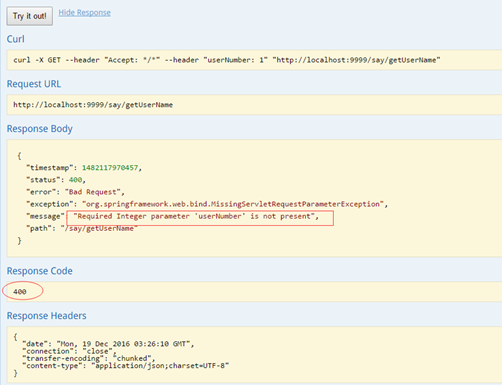 Try it out!
Hide Response
Curl
curl -X GET --header "Accept: */*" --header "userNumber: 1" "http://localhost:9999/say/getUserName"
Request URL
http://localhost:9999/say/getUserName
Response Body
{
"timestamp": 1482117970457,
"status": 400,
"error": "Bad Request",
"exception": "org.springframework.web.bind.MissingServletRequestParameterException",
"message" "Required Integer parameter 'userNumber' is not present",
"path": "/say/getUserName"
}
Response Code
400
Response Headers
{
"date": "Mon, 19 Dec 2016 03:26:10 GMT",
"connection": "close",
"transfer-encoding": "chunked",
"content-type": "application/json;charset=UTF-8"
}